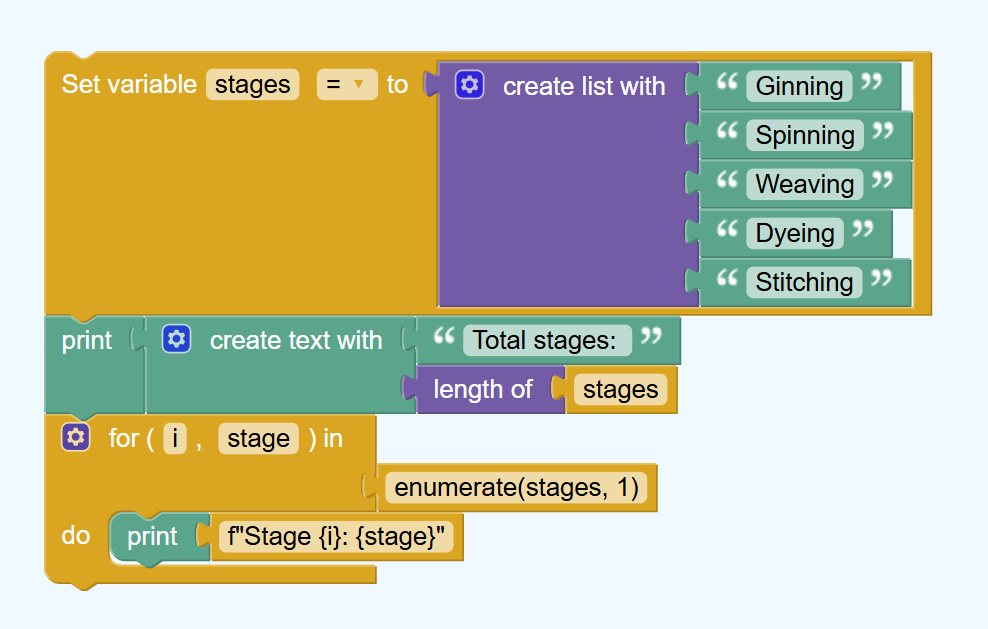 Set variable stages = ▾ to create list with “ Ginning ”
“ Spinning ”
“ Weaving ”
“ Dyeing ”
“ Stitching ”
print create text with “ Total stages: ”
length of stages
for ( i , stage ) in
enumerate(stages, 1)
do print f"Stage {i}: {stage}"